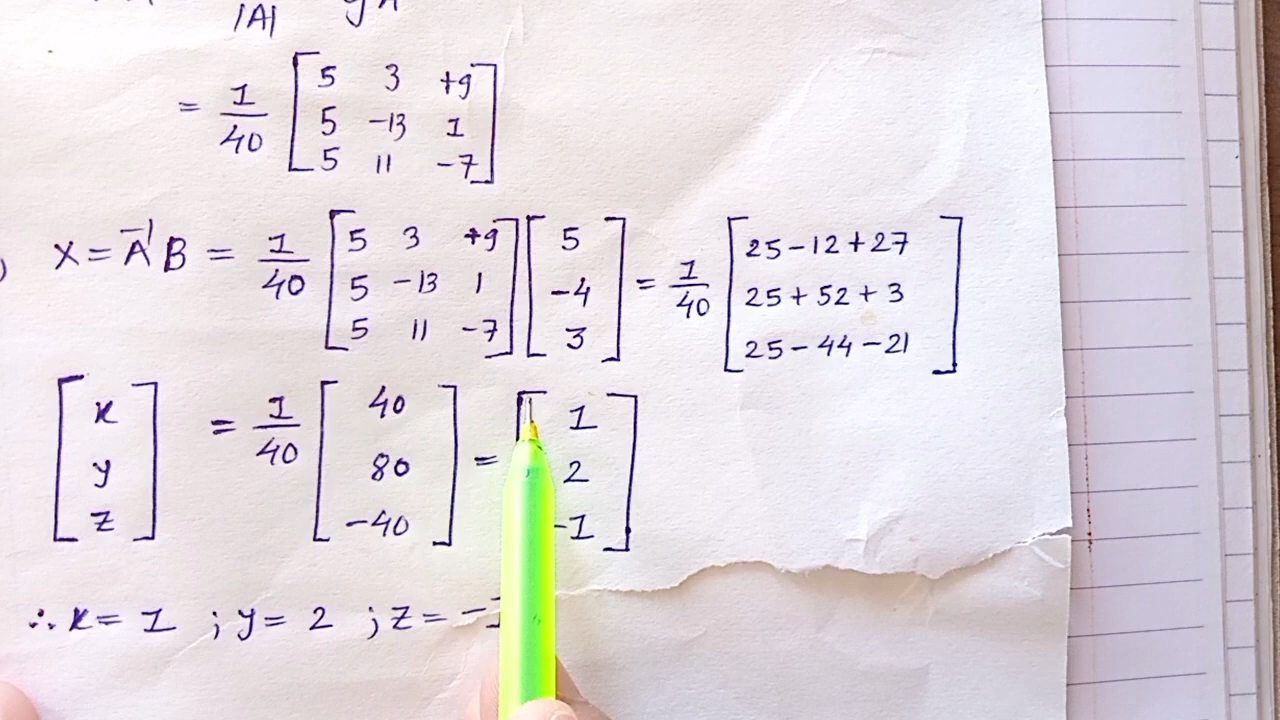 |A|
= 1/40 [5 3 +9
5 -13 1
5 11 -7]
X = A⁻¹B = 1/40 [5 3 +9
5 -13 1
5 11 -7] [5
-4
3] = 1/40 [25-12+27
25+52+3
25-44-21]
[x
y
z] = 1/40 [40
80
-40] = [1
2
-1]
∴ x = 1 ; y = 2 ; z = -1